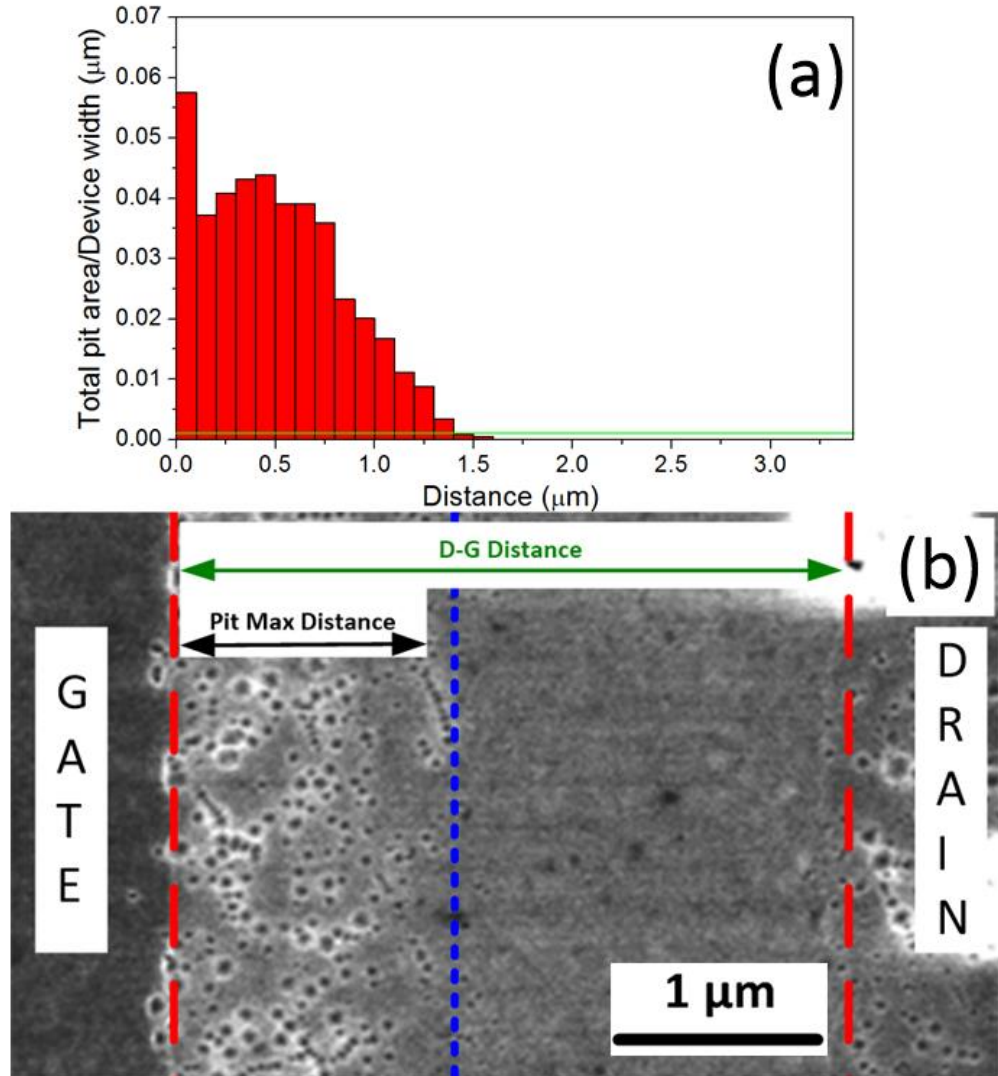 (a)
Total pit area/Device width (μm)
0.07
0.06
0.05
0.04
0.03
0.02
0.01
0.00
0.0 0.5 1.0 1.5 2.0 2.5 3.0
Distance (μm)
(b)
D-G Distance
Pit Max Distance
GATE
DRAIN
1 μm